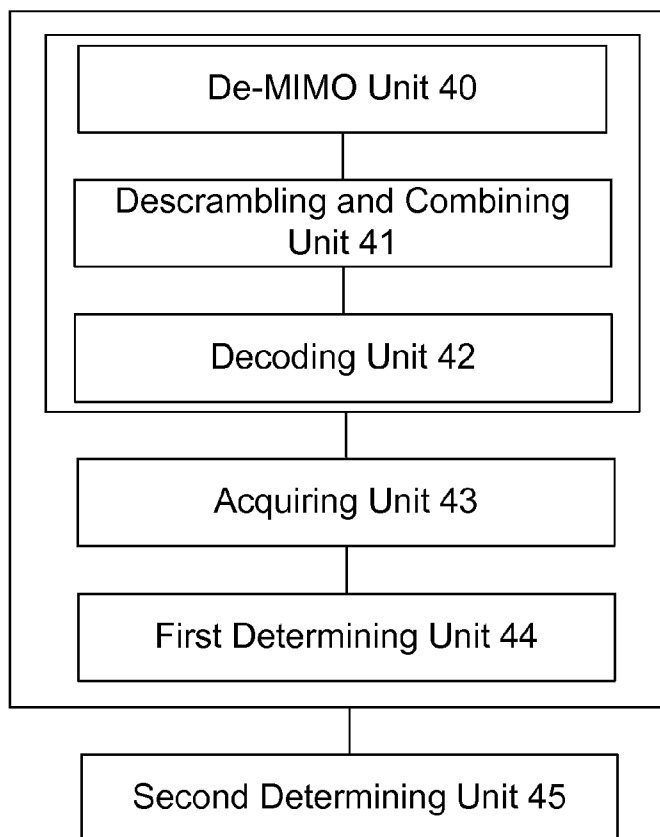 De-MIMO Unit 40
Descrambling and Combining
Unit 41
Decoding Unit 42
Acquiring Unit 43
First Determining Unit 44
Second Determining Unit 45